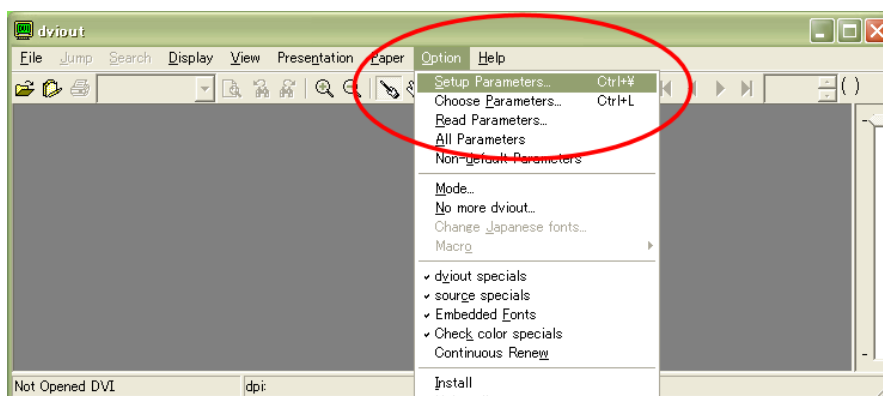 dviout
File Jump Search Display View Presentation Paper Option Help
Setup Parameters... Ctrl+¥
Choose Parameters... Ctrl+L
Read Parameters...
All Parameters
Non-default Parameters
Mode...
No more dviout...
Change Japanese fonts...
Macro
dviout specials
source specials
Embedded Fonts
Check color specials
Continuous Renew
Install
Not Opened DVI dpi:
( )